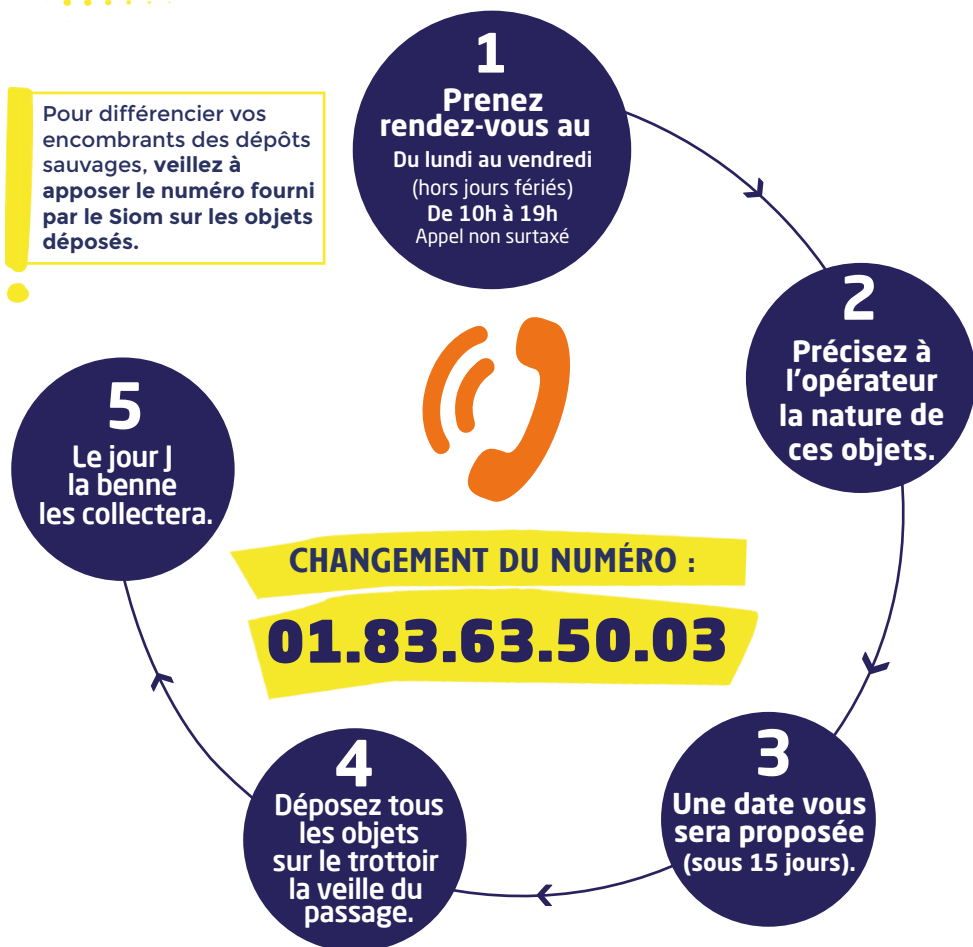 Pour différencier vos
encombrants des dépôts
sauvages, veillez à
apposer le numéro fourni
par le Siom sur les objets
déposés.
1
Prenez
rendez-vous au
Du lundi au vendredi
(hors jours fériés)
De 10h à 19h
Appel non surtaxé
2
Précisez à
l'opérateur
la nature de
ces objets.
3
Une date vous
sera proposée
(sous 15 jours).
4
Déposez tous
les objets
sur le trottoir
la veille du
passage.
5
Le jour J
la benne
les collectera.
CHANGEMENT DU NUMÉRO :
01.83.63.50.03